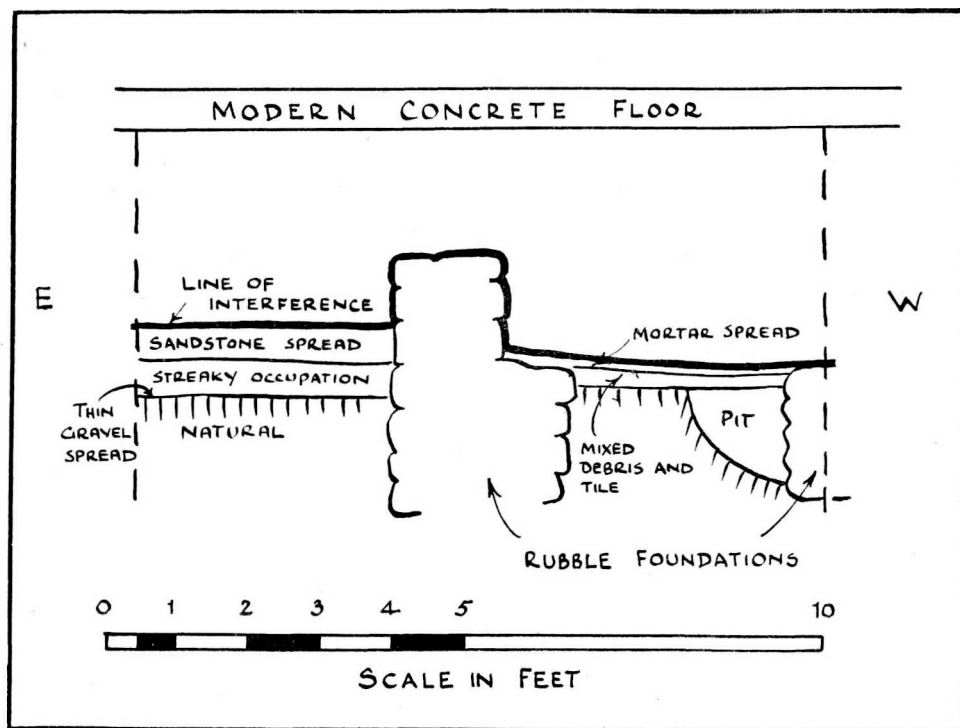 MODERN CONCRETE FLOOR
E
W
LINE OF
INTERFERENCE
SANDSTONE SPREAD
STREAKY OCCUPATION
THIN
GRAVEL
SPREAD
NATURAL
MORTAR SPREAD
PIT
MIXED
DEBRIS AND
TILE
RUBBLE FOUNDATIONS
0 1 2 3 4 5 10
SCALE IN FEET